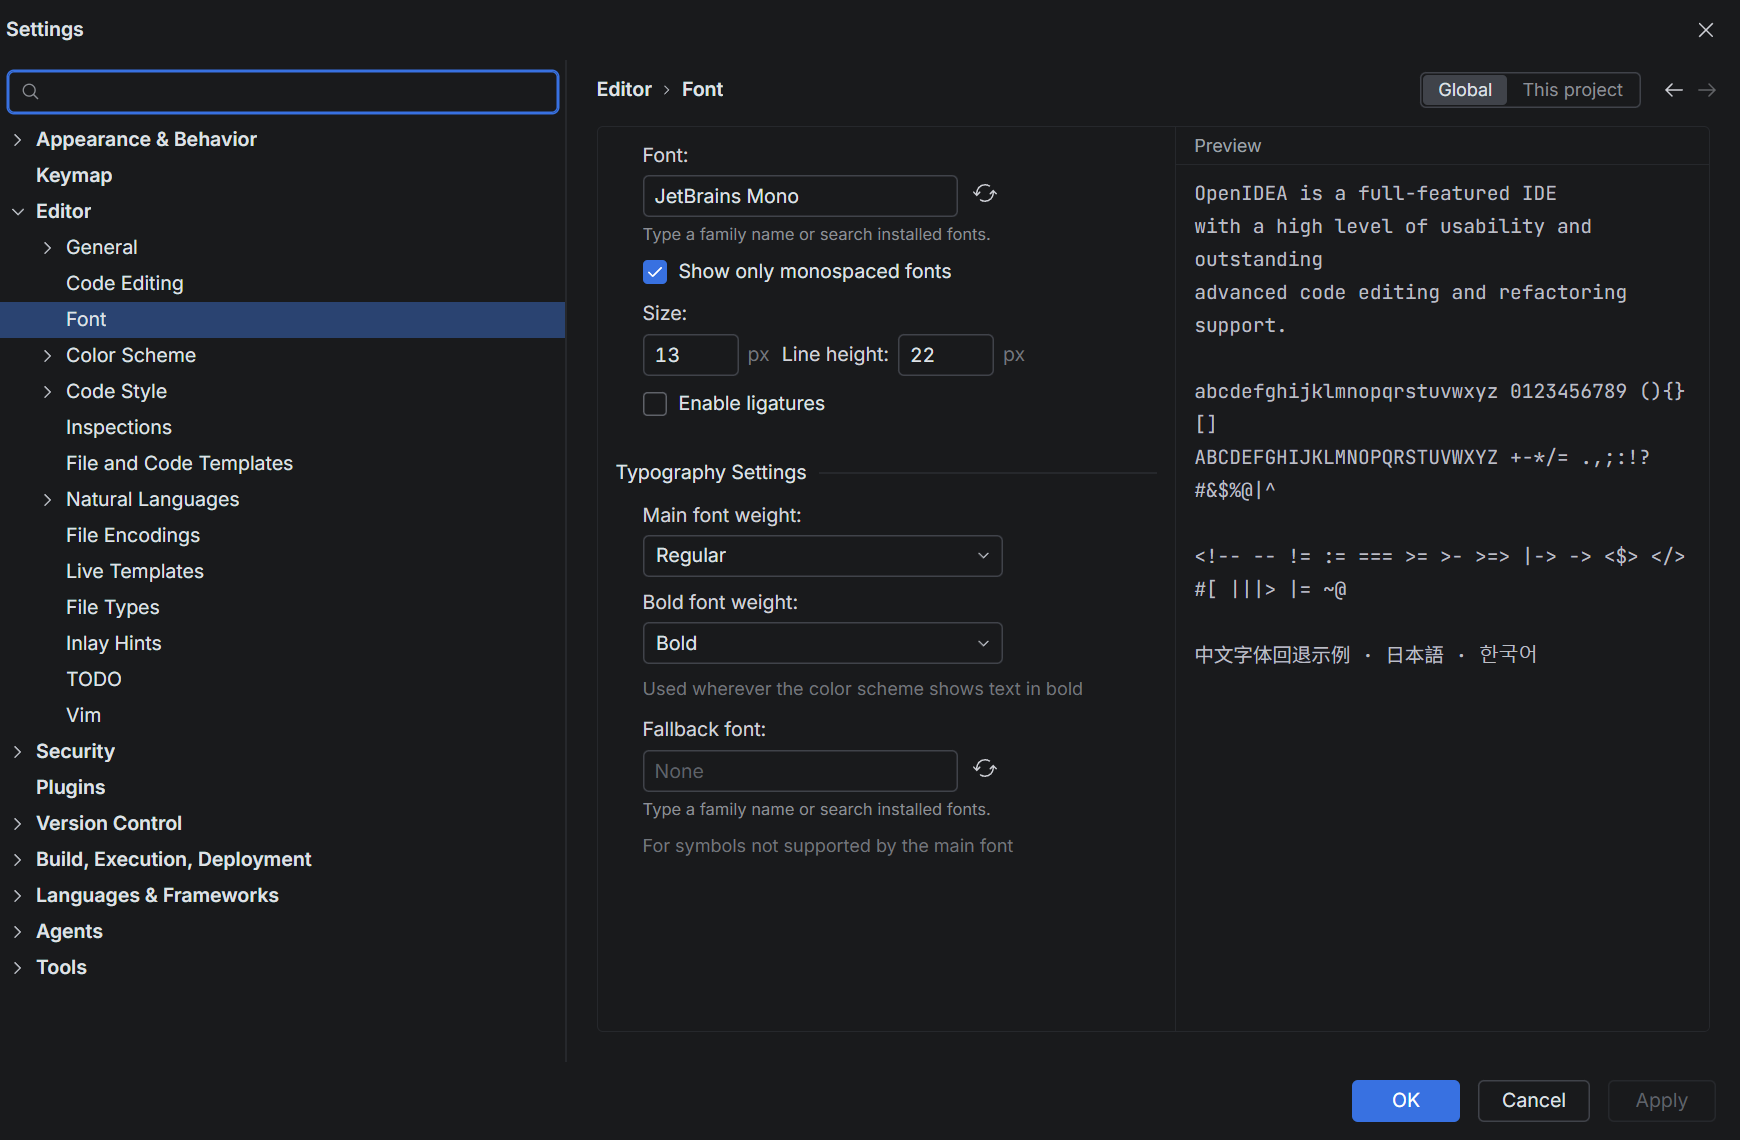 Settings
Appearance & Behavior
Keymap
Editor
General
Code Editing
Font
Color Scheme
Code Style
Inspections
File and Code Templates
Natural Languages
File Encodings
Live Templates
File Types
Inlay Hints
TODO
Vim
Security
Plugins
Version Control
Build, Execution, Deployment
Languages & Frameworks
Agents
Tools
Editor › Font
Global This project
Font:
JetBrains Mono
Type a family name or search installed fonts.
Show only monospaced fonts
Size:
13 px Line height: 22 px
Enable ligatures
Typography Settings
Main font weight:
Regular
Bold font weight:
Bold
Used wherever the color scheme shows text in bold
Fallback font:
None
Type a family name or search installed fonts.
For symbols not supported by the main font
Preview
OpenIDEA is a full-featured IDE
with a high level of usability and
outstanding
advanced code editing and refactoring
support.
abcdefghijklmnopqrstuvwxyz 0123456789 (){}
[]
ABCDEFGHIJKLMNOPQRSTUVWXYZ +-*/= .,;:!?
#&$%@|^
<!-- -- != := === >= >- >=> |-> -> <$> </>
#[ |||> |= ~@
中文字体回退示例 · 日本語 · 한국어
OK Cancel Apply